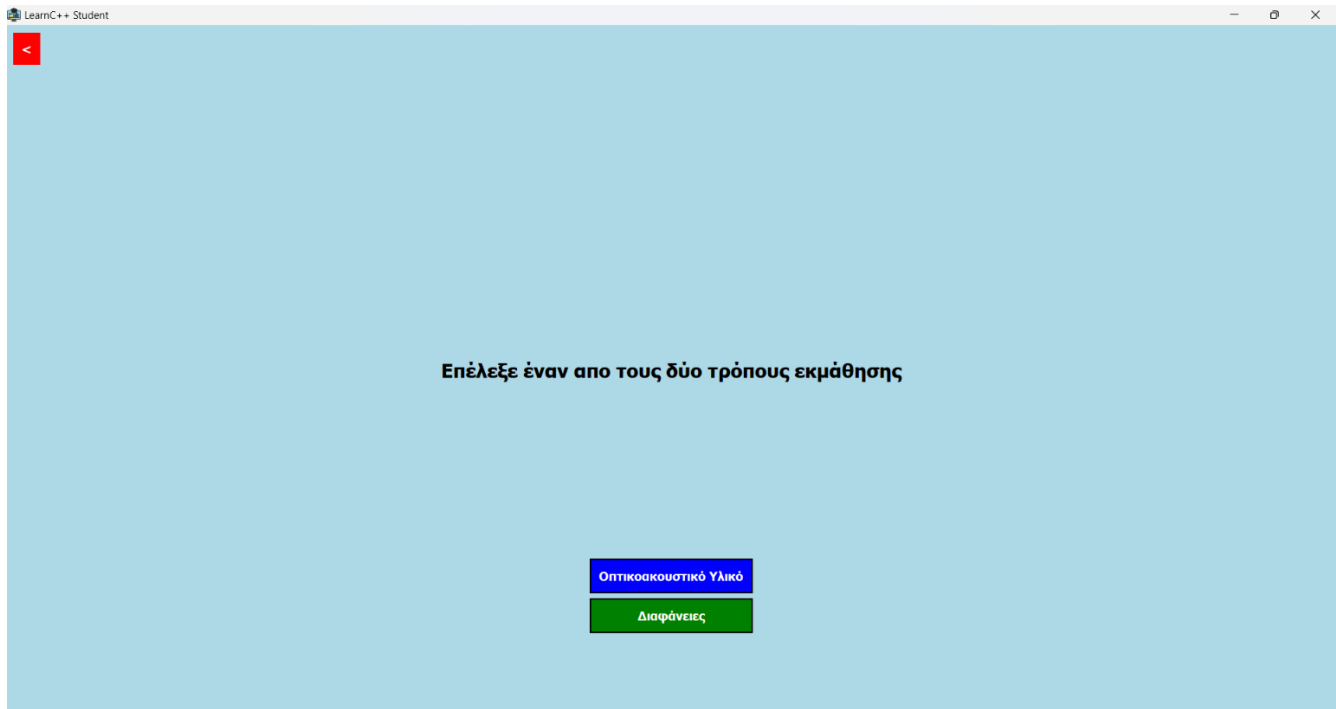 LearnC++ Student
<
Επέλεξε έναν απο τους δύο τρόπους εκμάθησης
Οπτικοακουστικό Υλικό
Διαφάνειες